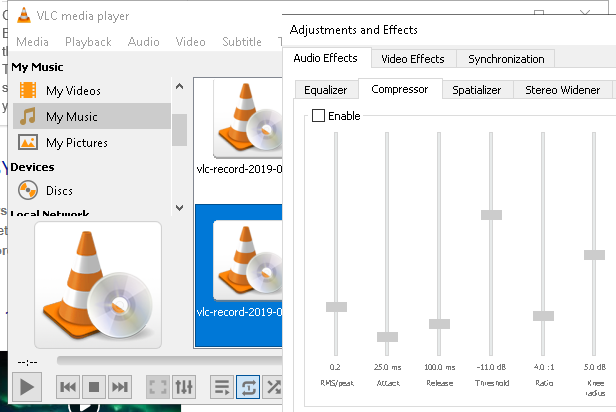 VLC media player
Media Playback Audio Video Subtitle
My Music
My Videos
My Music
My Pictures
Devices
Discs
Local Network
vlc-record-2019-0
vlc-record-2019-0
--:--
Adjustments and Effects
Audio Effects Video Effects Synchronization
Equalizer Compressor Spatializer Stereo Widener
Enable
0.2 25.0 ms 100.0 ms -11.0 dB 4.0 :1 5.0 dB
RMS/peak Attack Release Threshold Ratio Knee
radius